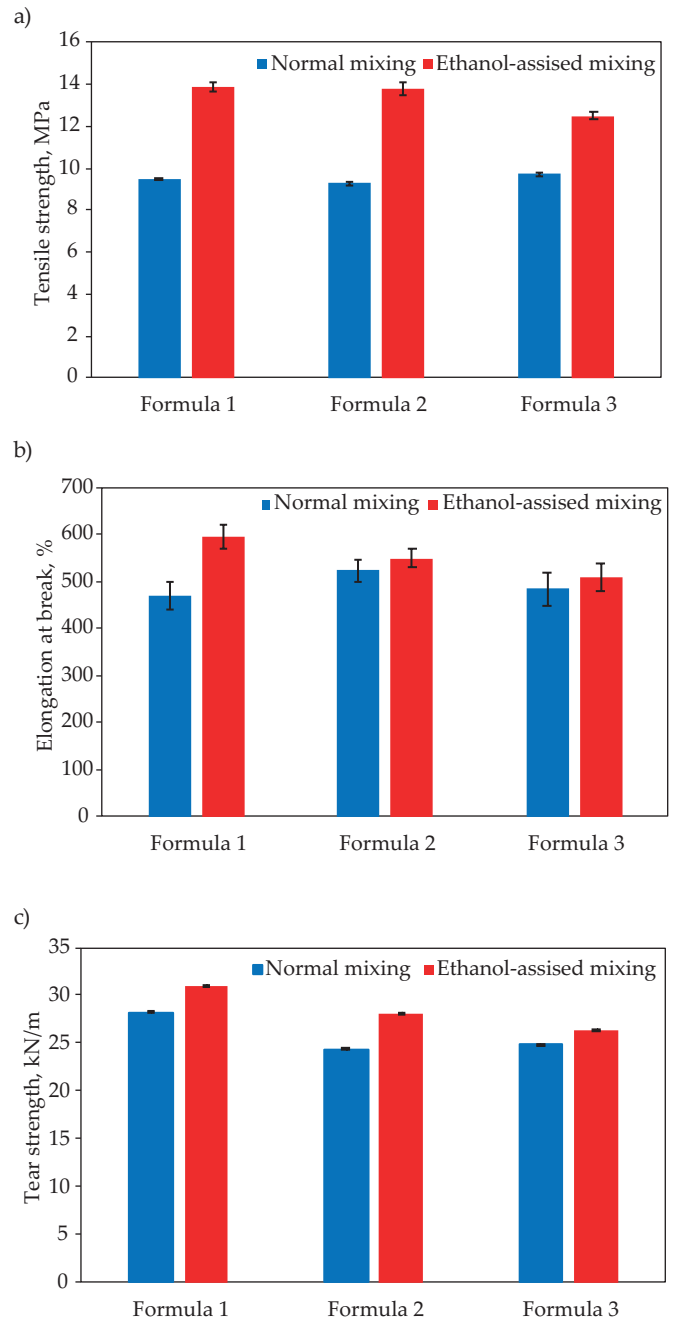 a)
16
14
12
10
8
6
4
2
0
Tensile strength, MPa
Normal mixing Ethanol-assised mixing
Formula 1 Formula 2 Formula 3
b)
700
600
500
400
300
200
100
0
Elongation at break, %
Normal mixing Ethanol-assised mixing
Formula 1 Formula 2 Formula 3
c)
35
30
25
20
15
10
5
0
Tear strength, kN/m
Normal mixing Ethanol-assised mixing
Formula 1 Formula 2 Formula 3